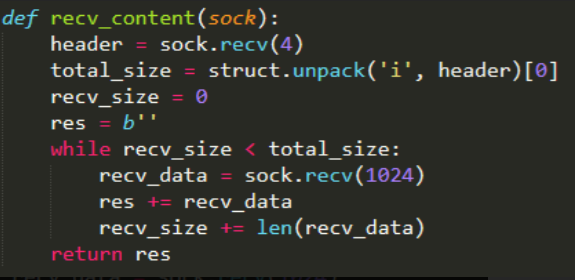 def recv_content(sock):
    header = sock.recv(4)
    total_size = struct.unpack('i', header)[0]
    recv_size = 0
    res = b''
    while recv_size < total_size:
        recv_data = sock.recv(1024)
        res += recv_data
        recv_size += len(recv_data)
    return res